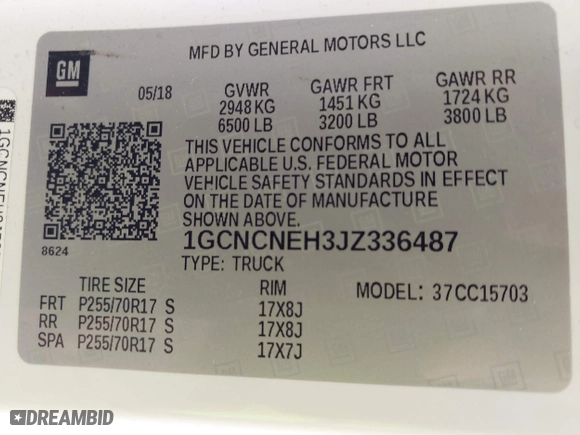 GM
MFD BY GENERAL MOTORS LLC
05/18 GVWR GAWR FRT GAWR RR
2948 KG 1451 KG 1724 KG
6500 LB 3200 LB 3800 LB
THIS VEHICLE CONFORMS TO ALL
APPLICABLE U.S. FEDERAL MOTOR
VEHICLE SAFETY STANDARDS IN EFFECT
ON THE DATE OF MANUFACTURE
SHOWN ABOVE.
8624
1GCNCNEH3JZ336487
TYPE: TRUCK
TIRE SIZE RIM MODEL: 37CC15703
FRT P255/70R17 S 17X8J
RR P255/70R17 S 17X8J
SPA P255/70R17 S 17X7J
DREAMBID